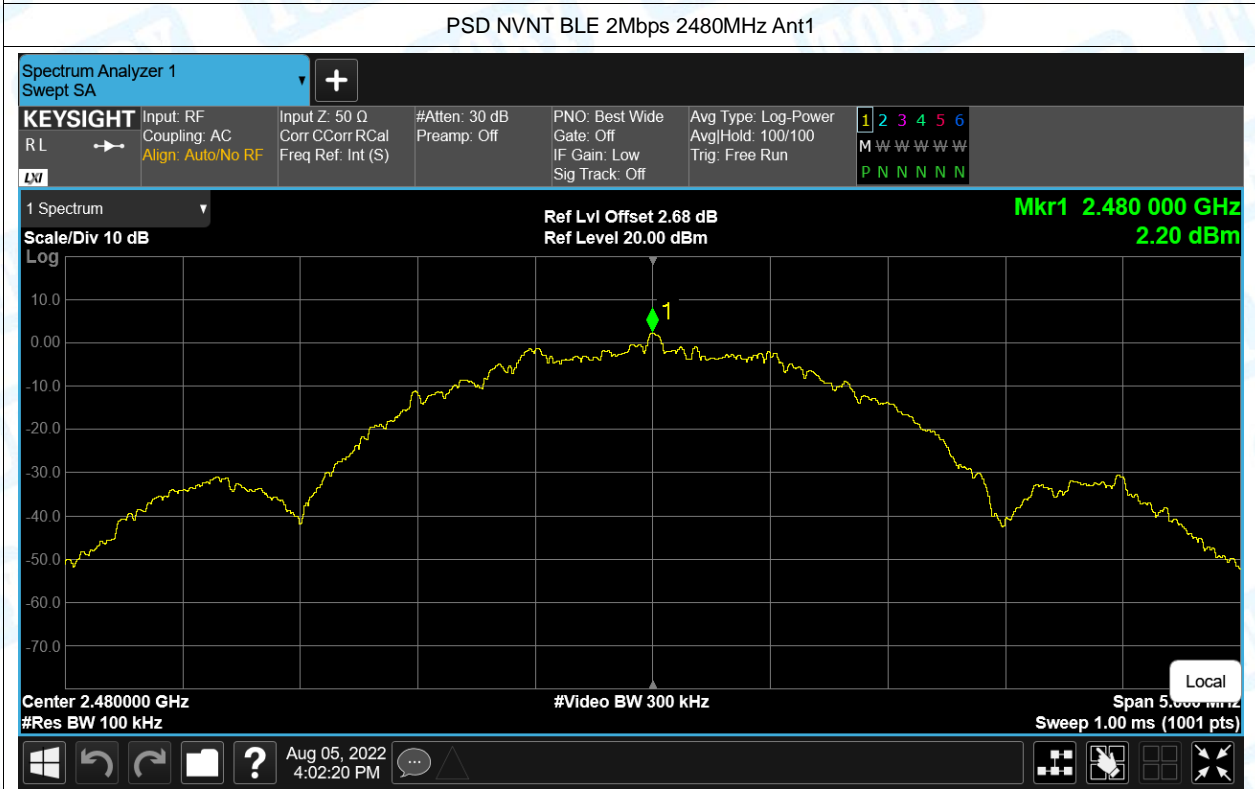 PSD NVNT BLE 2Mbps 2480MHz Ant1
Spectrum Analyzer 1
Swept SA
KEYSIGHT
R L
LXI
Input: RF
Coupling: AC
Align: Auto/No RF
Input Z: 50 Ω
Corr CCorr RCal
Freq Ref: Int (S)
#Atten: 30 dB
Preamp: Off
PNO: Best Wide
Gate: Off
IF Gain: Low
Sig Track: Off
Avg Type: Log-Power
Avg|Hold: 100/100
Trig: Free Run
1 2 3 4 5 6
M W W W W W
P N N N N N
1 Spectrum
Scale/Div 10 dB
Log
Ref Lvl Offset 2.68 dB
Ref Level 20.00 dBm
Mkr1 2.480 000 GHz
2.20 dBm
1
10.0
0.00
-10.0
-20.0
-30.0
-40.0
-50.0
-60.0
-70.0
Local
Center 2.480000 GHz
#Video BW 300 kHz
Span 5.000 MHz
#Res BW 100 kHz
Sweep 1.00 ms (1001 pts)
?
Aug 05, 2022
4:02:20 PM